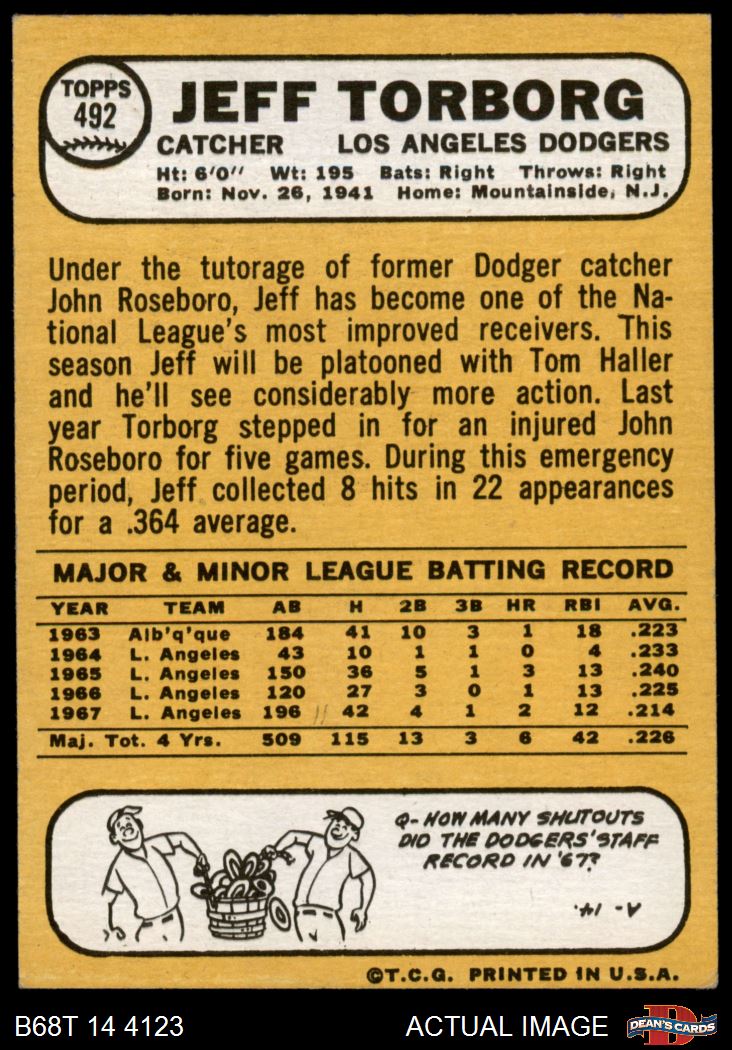 TOPPS
492
JEFF TORBORG
CATCHER LOS ANGELES DODGERS
Ht: 6'0" Wt: 195 Bats: Right Throws: Right
Born: Nov. 26, 1941 Home: Mountainside, N.J.
Under the tutorage of former Dodger catcher
John Roseboro, Jeff has become one of the Na-
tional League's most improved receivers. This
season Jeff will be platooned with Tom Haller
and he'll see considerably more action. Last
year Torborg stepped in for an injured John
Roseboro for five games. During this emergency
period, Jeff collected 8 hits in 22 appearances
for a .364 average.
MAJOR & MINOR LEAGUE BATTING RECORD
YEAR TEAM AB H 2B 3B HR RBI AVG.
1963 Alb'q'que 184 41 10 3 1 18 .223
1964 L. Angeles 43 10 1 1 0 4 .233
1965 L. Angeles 150 36 5 1 3 13 .240
1966 L. Angeles 120 27 3 0 1 13 .225
1967 L. Angeles 196 42 4 1 2 12 .214
Maj. Tot. 4 Yrs. 509 115 13 3 6 42 .226
Q- HOW MANY SHUTOUTS
DID THE DODGERS' STAFF
RECORD IN '67?
A- 14.
©T.C.G. PRINTED IN U.S.A.
B68T 14 4123 ACTUAL IMAGE
D
DEAN'S CARDS